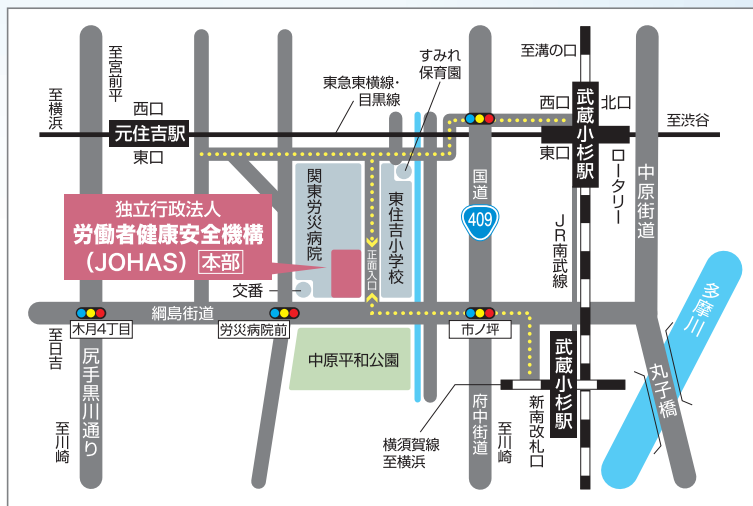 至宮前平
至横浜
西口
元住吉駅
東口
東急東横線・
目黒線
すみれ
保育園
至溝の口
西口
北口
武蔵小杉駅
東口
ロータリー
至渋谷
中原街道
国道
409
JR南武線
関東労災病院
東住吉小学校
正面入口
独立行政法人
労働者健康安全機構
(JOHAS) 本部
交番
綱島街道
木月4丁目
労災病院前
市ノ坪
至日吉
尻手黒川通り
至川崎
中原平和公園
横須賀線
至横浜
府中街道
至川崎
新南改札口
武蔵小杉駅
多摩川
丸子橋